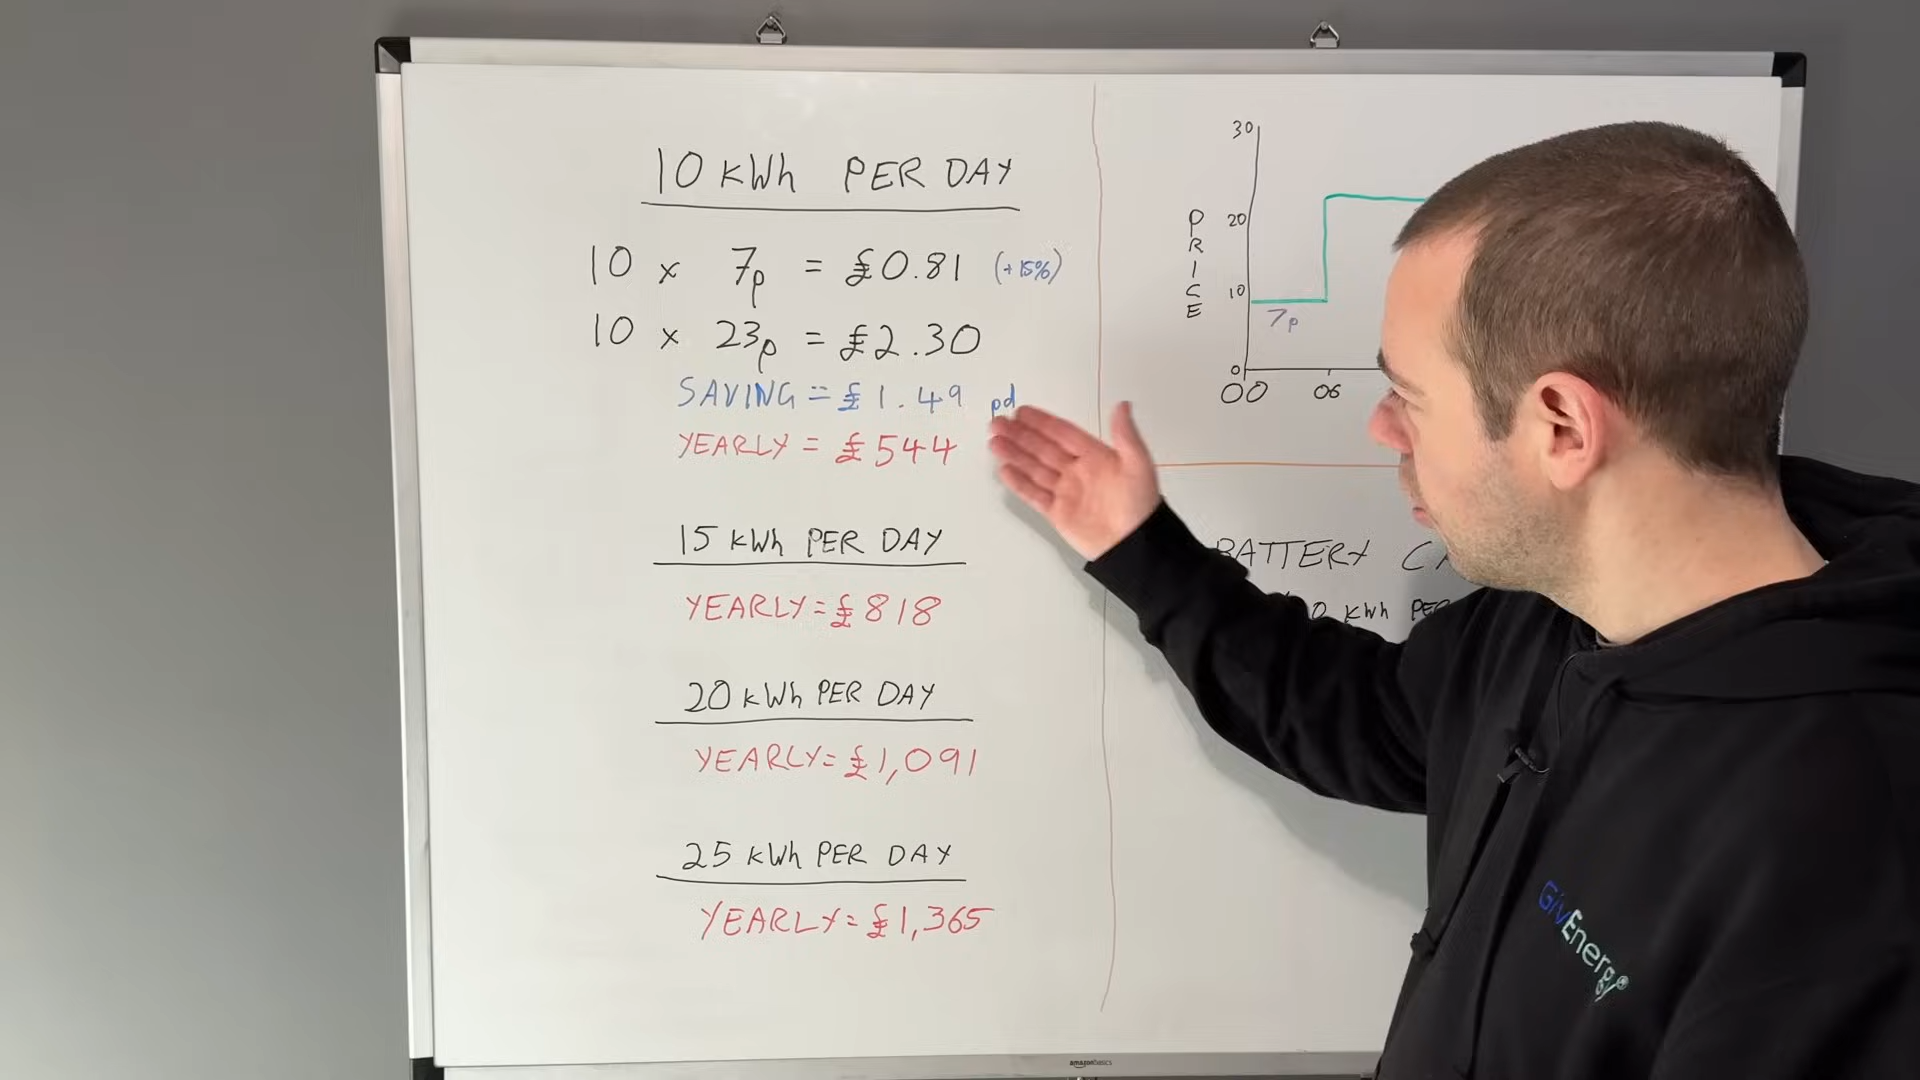 10 kWh PER DAY
10 x 7p = £0.81 (+15%)
10 x 23p = £2.30
SAVING = £1.49 pd
YEARLY = £544
15 kWh PER DAY
YEARLY = £818
20 kWh PER DAY
YEARLY = £1,091
25 kWh PER DAY
YEARLY = £1,365
30
20
10
0
PRICE
7p
00 06
BATTERY
kWh PER
GivEnergy®
amazonbasics